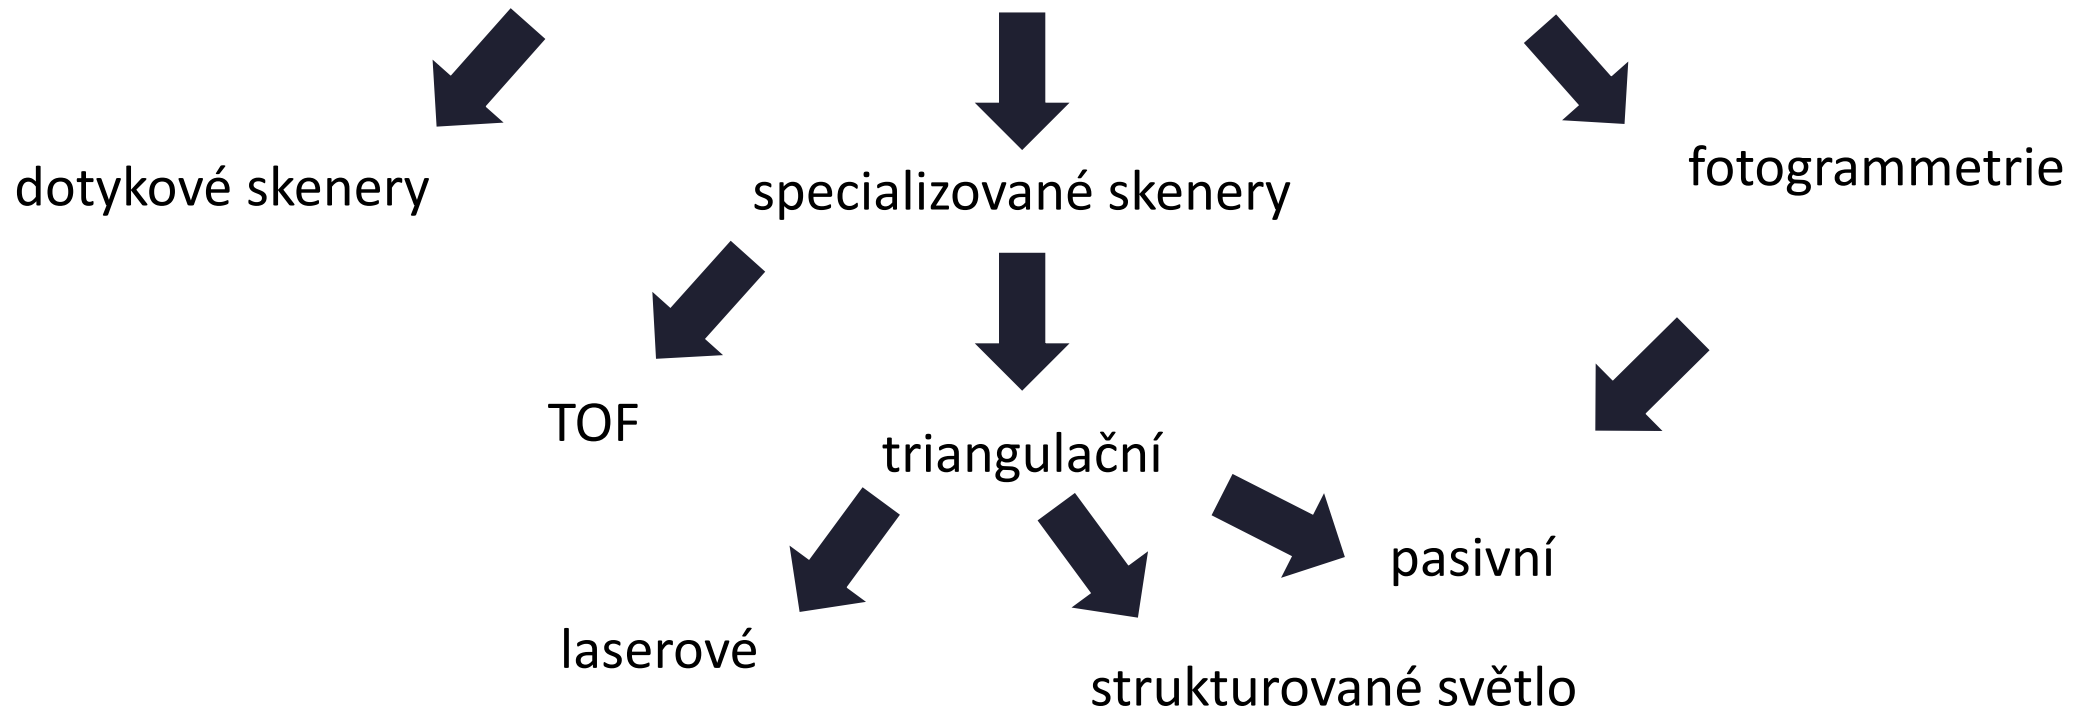 dotykové skenery
specializované skenery
fotogrammetrie
TOF
triangulační
pasivní
laserové
strukturované světlo